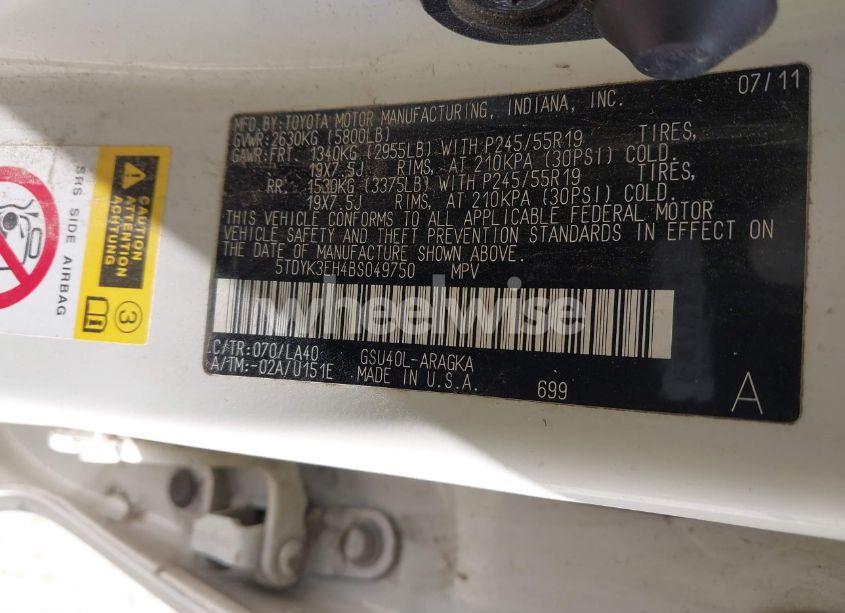 07/11
MFD.BY:TOYOTA MOTOR MANUFACTURING, INDIANA, INC.
GVWR:2630KG (5800LB)
GAWR:FRT. 1340KG (2955LB) WITH P245/55R19 TIRES,
19X7.5J RIMS, AT 210KPA (30PSI) COLD.
RR. 1530KG (3375LB) WITH P245/55R19 TIRES,
19X7.5J RIMS, AT 210KPA (30PSI) COLD.
THIS VEHICLE CONFORMS TO ALL APPLICABLE FEDERAL MOTOR
VEHICLE SAFETY AND THEFT PREVENTION STANDARDS IN EFFECT ON
THE DATE OF MANUFACTURE SHOWN ABOVE.
5TDYK3EH4BS049750 MPV
wheelwise
C/TR:070/LA40 GSU40L-ARAGKA
A/TM:-02A/U151E MADE IN U.S.A. 699 A
SRS SIDE AIRBAG
CAUTION
ATTENTION
ACHTUNG
3